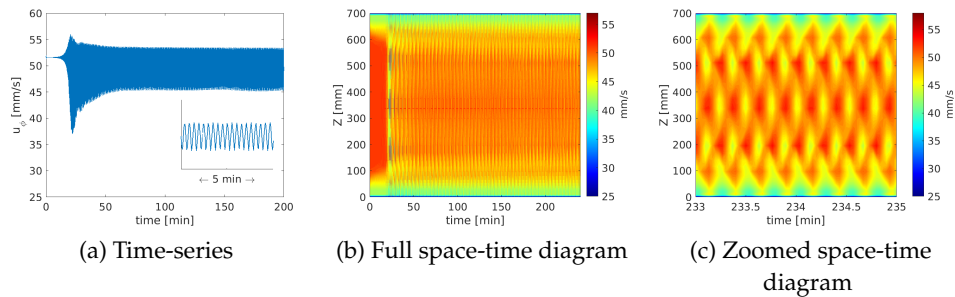 60
55
50
45
40
35
30
25
u_ϕ [mm/s]
← 5 min →
0 50 100 150 200
time [min]
(a) Time-series
700
600
500
400
300
200
100
0
Z [mm]
0 50 100 150 200
time [min]
55
50
45
40
35
30
25
mm/s
(b) Full space-time diagram
700
600
500
400
300
200
100
0
Z [mm]
233 233.5 234 234.5 235
time [min]
55
50
45
40
35
30
25
mm/s
(c) Zoomed space-time
diagram